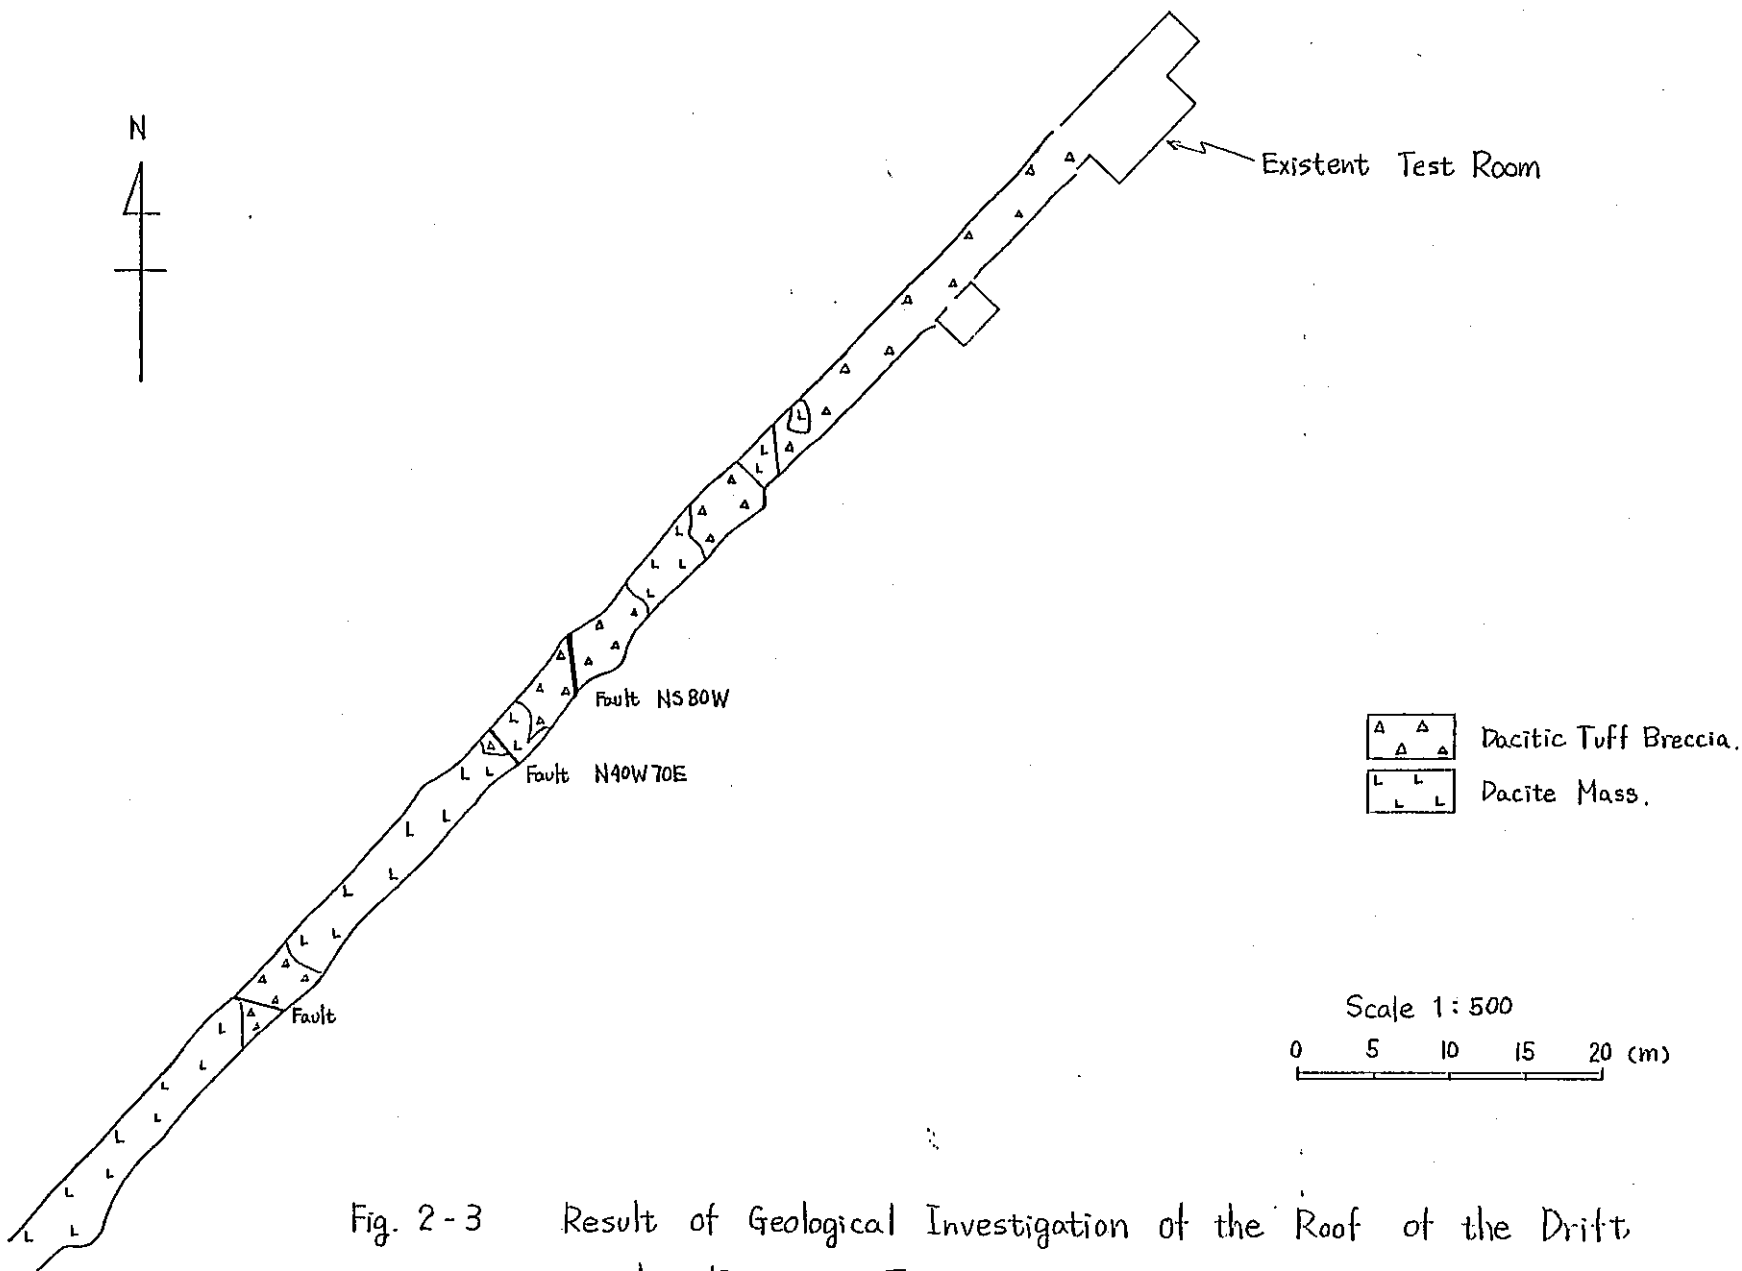 N
Existent Test Room
Fault NS80W
Fault N40W70E
Fault
Dacitic Tuff Breccia.
Dacite Mass.
Scale 1:500
0 5 10 15 20 (m)
Fig. 2-3 Result of Geological Investigation of the Roof of the Drift,